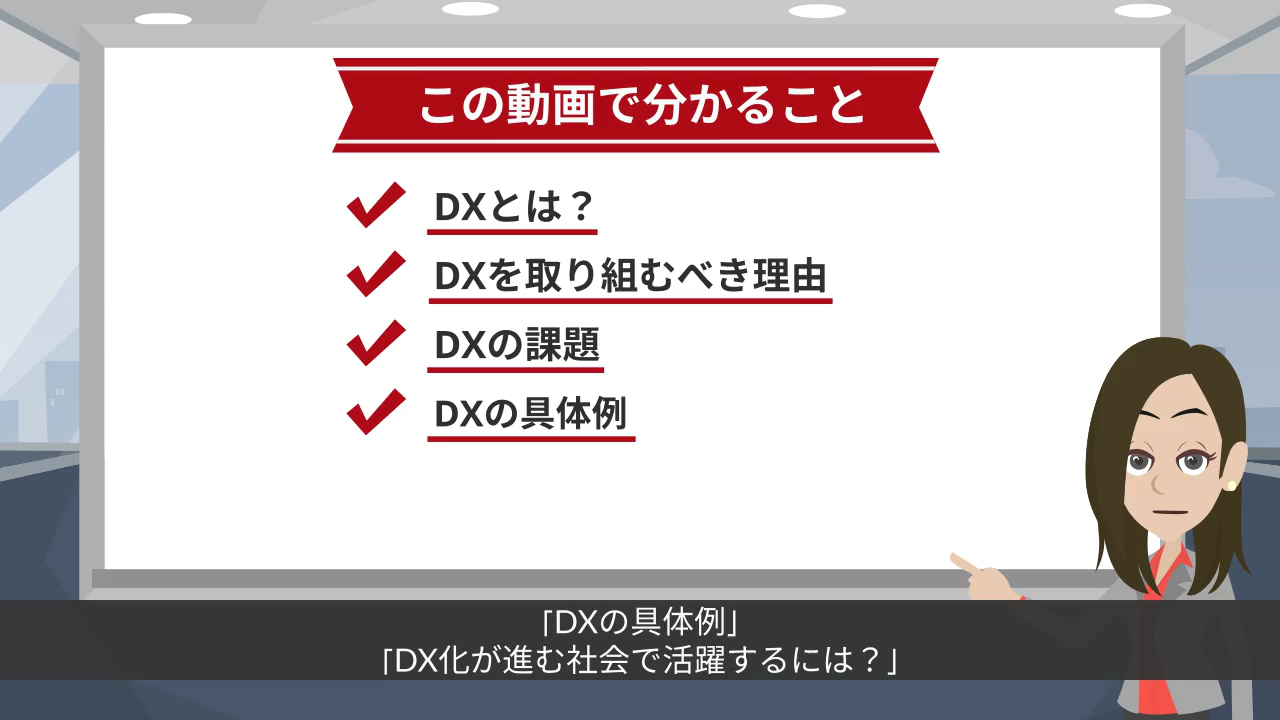 この動画で分かること
DXとは？
DXを取り組むべき理由
DXの課題
DXの具体例
「DXの具体例」
「DX化が進む社会で活躍するには？」